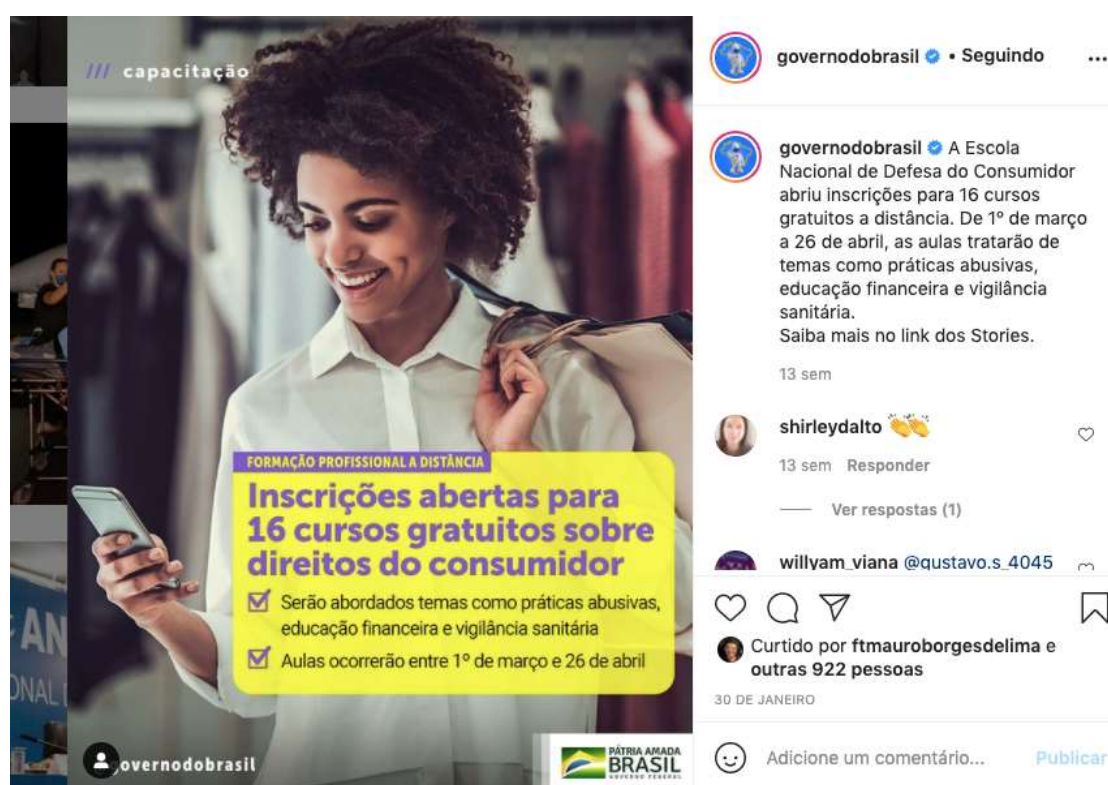 /// capacitação
FORMAÇÃO PROFISSIONAL A DISTÂNCIA
Inscrições abertas para
16 cursos gratuitos sobre
direitos do consumidor
Serão abordados temas como práticas abusivas,
educação financeira e vigilância sanitária
Aulas ocorrerão entre 1º de março e 26 de abril
overnodobrasil
PÁTRIA AMADA
BRASIL
GOVERNO FEDERAL
AN
ONAL
governodobrasil • Seguindo
governodobrasil A Escola
Nacional de Defesa do Consumidor
abriu inscrições para 16 cursos
gratuitos a distância. De 1º de março
a 26 de abril, as aulas tratarão de
temas como práticas abusivas,
educação financeira e vigilância
sanitária.
Saiba mais no link dos Stories.
13 sem
shirleydalto 👏👏
13 sem Responder
Ver respostas (1)
willyam_viana @gustavo.s_4045
Curtido por ftmauroborgesdelima e
outras 922 pessoas
30 DE JANEIRO
Adicione um comentário... Publicar